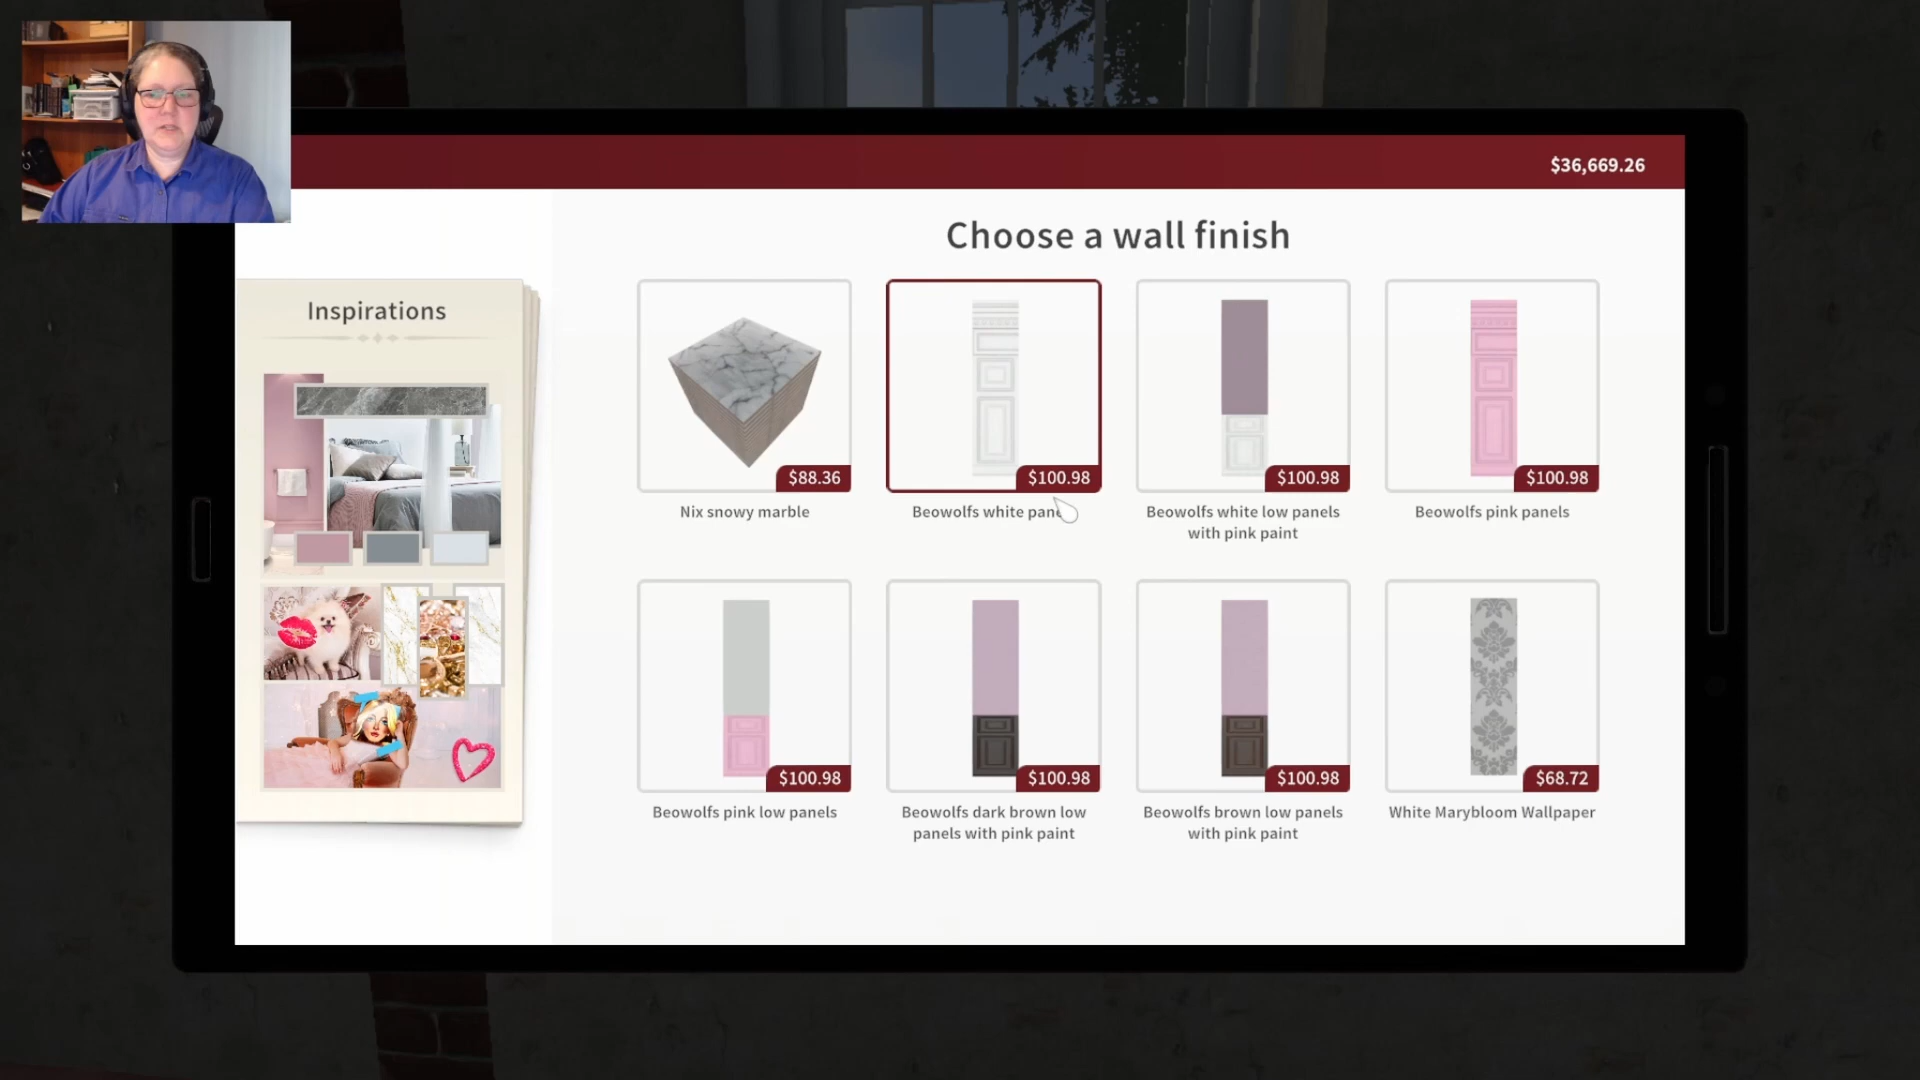 $36,669.26
Choose a wall finish
Inspirations
$88.36
Nix snowy marble
$100.98
Beowolfs white pane
$100.98
Beowolfs white low panels
with pink paint
$100.98
Beowolfs pink panels
$100.98
Beowolfs pink low panels
$100.98
Beowolfs dark brown low
panels with pink paint
$100.98
Beowolfs brown low panels
with pink paint
$68.72
White Marybloom Wallpaper